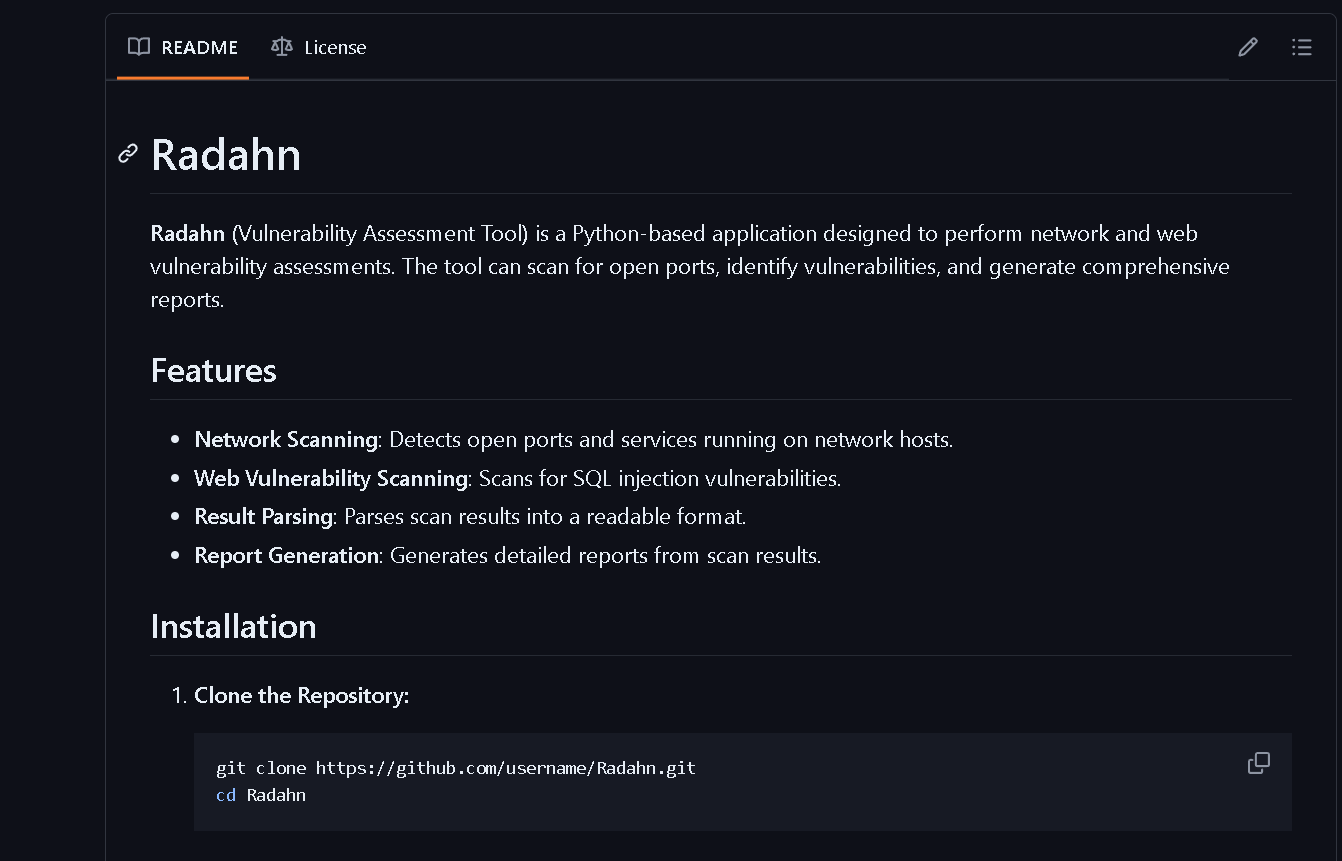 README License
Radahn
Radahn (Vulnerability Assessment Tool) is a Python-based application designed to perform network and web
vulnerability assessments. The tool can scan for open ports, identify vulnerabilities, and generate comprehensive
reports.
Features
• Network Scanning: Detects open ports and services running on network hosts.
• Web Vulnerability Scanning: Scans for SQL injection vulnerabilities.
• Result Parsing: Parses scan results into a readable format.
• Report Generation: Generates detailed reports from scan results.
Installation
1. Clone the Repository:
git clone https://github.com/username/Radahn.git
cd Radahn